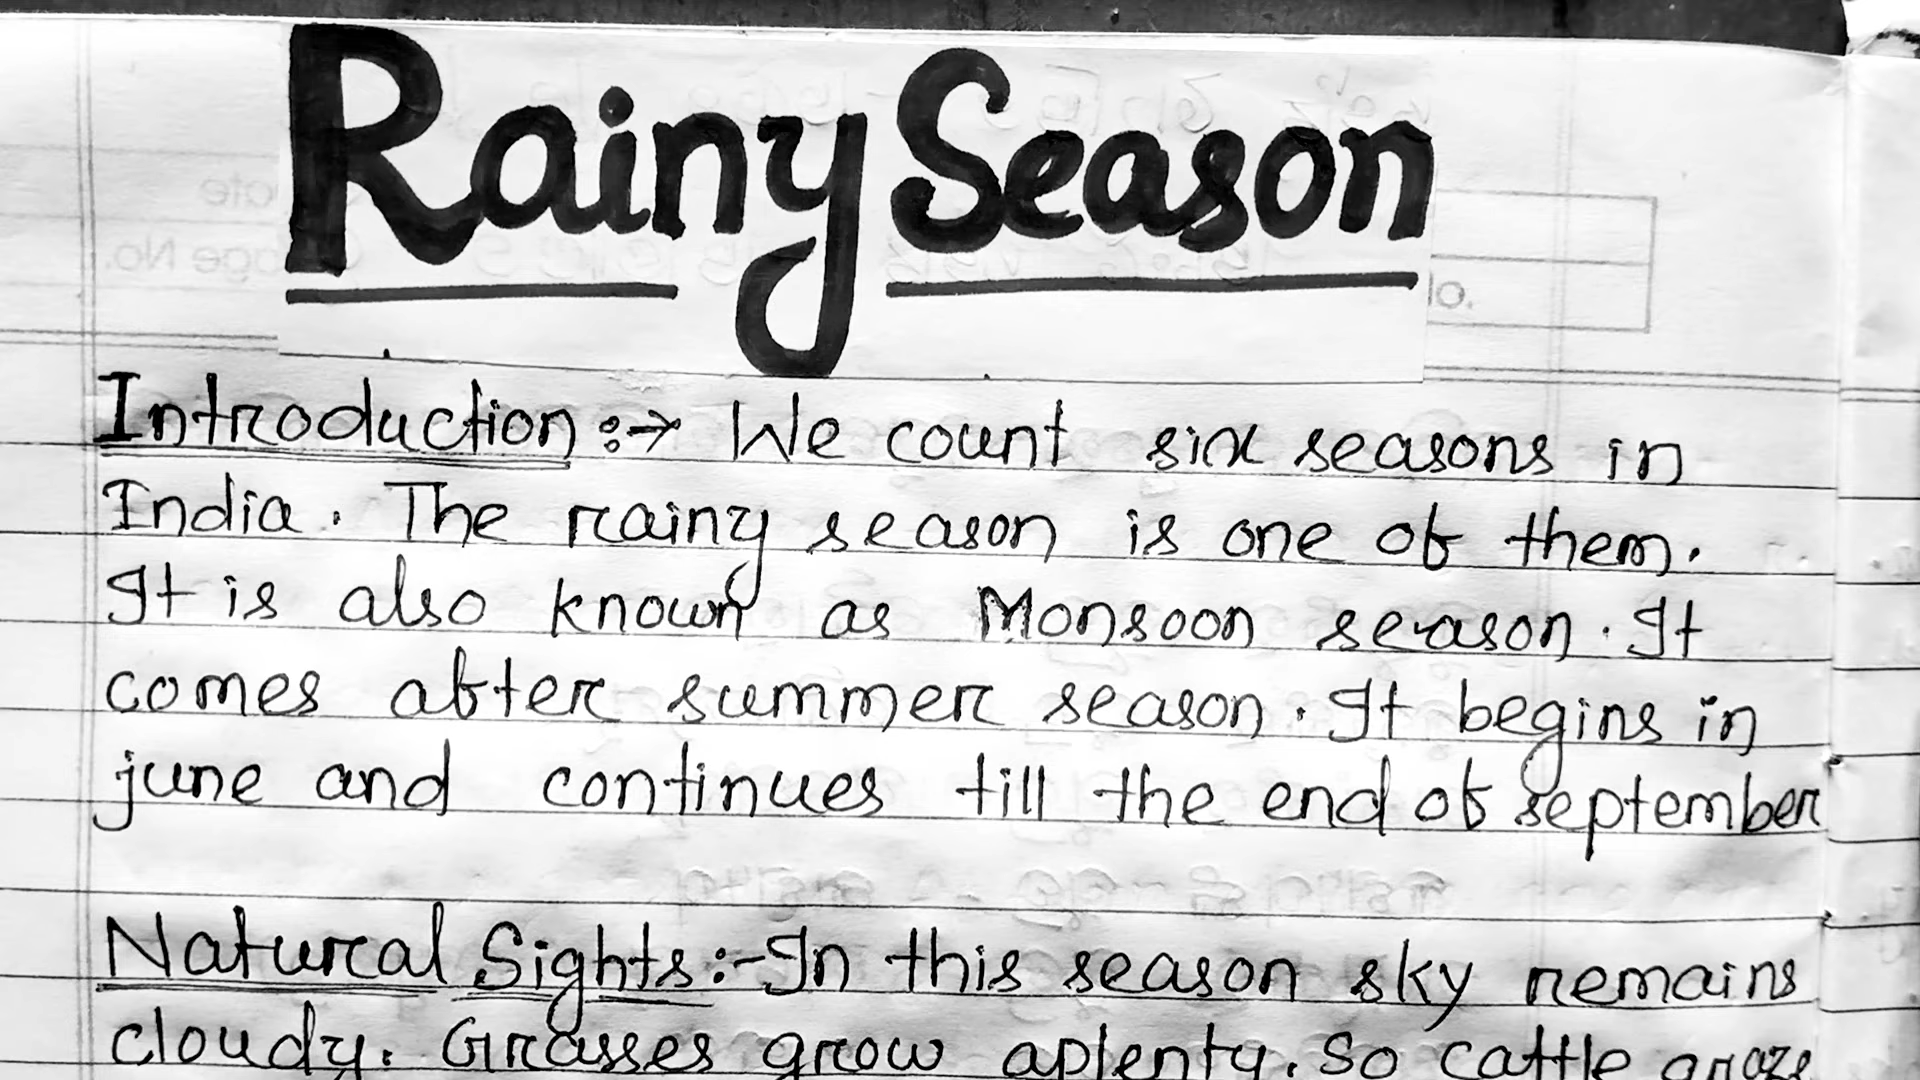 Rainy Season
Introduction :→ We count six seasons in
India. The rainy season is one of them.
It is also known as Monsoon season. It
comes after summer season. It begins in
june and continues till the end of september
Natural Sights :- In this season sky remains
cloudy. Grasses grow aplenty. So cattle graze